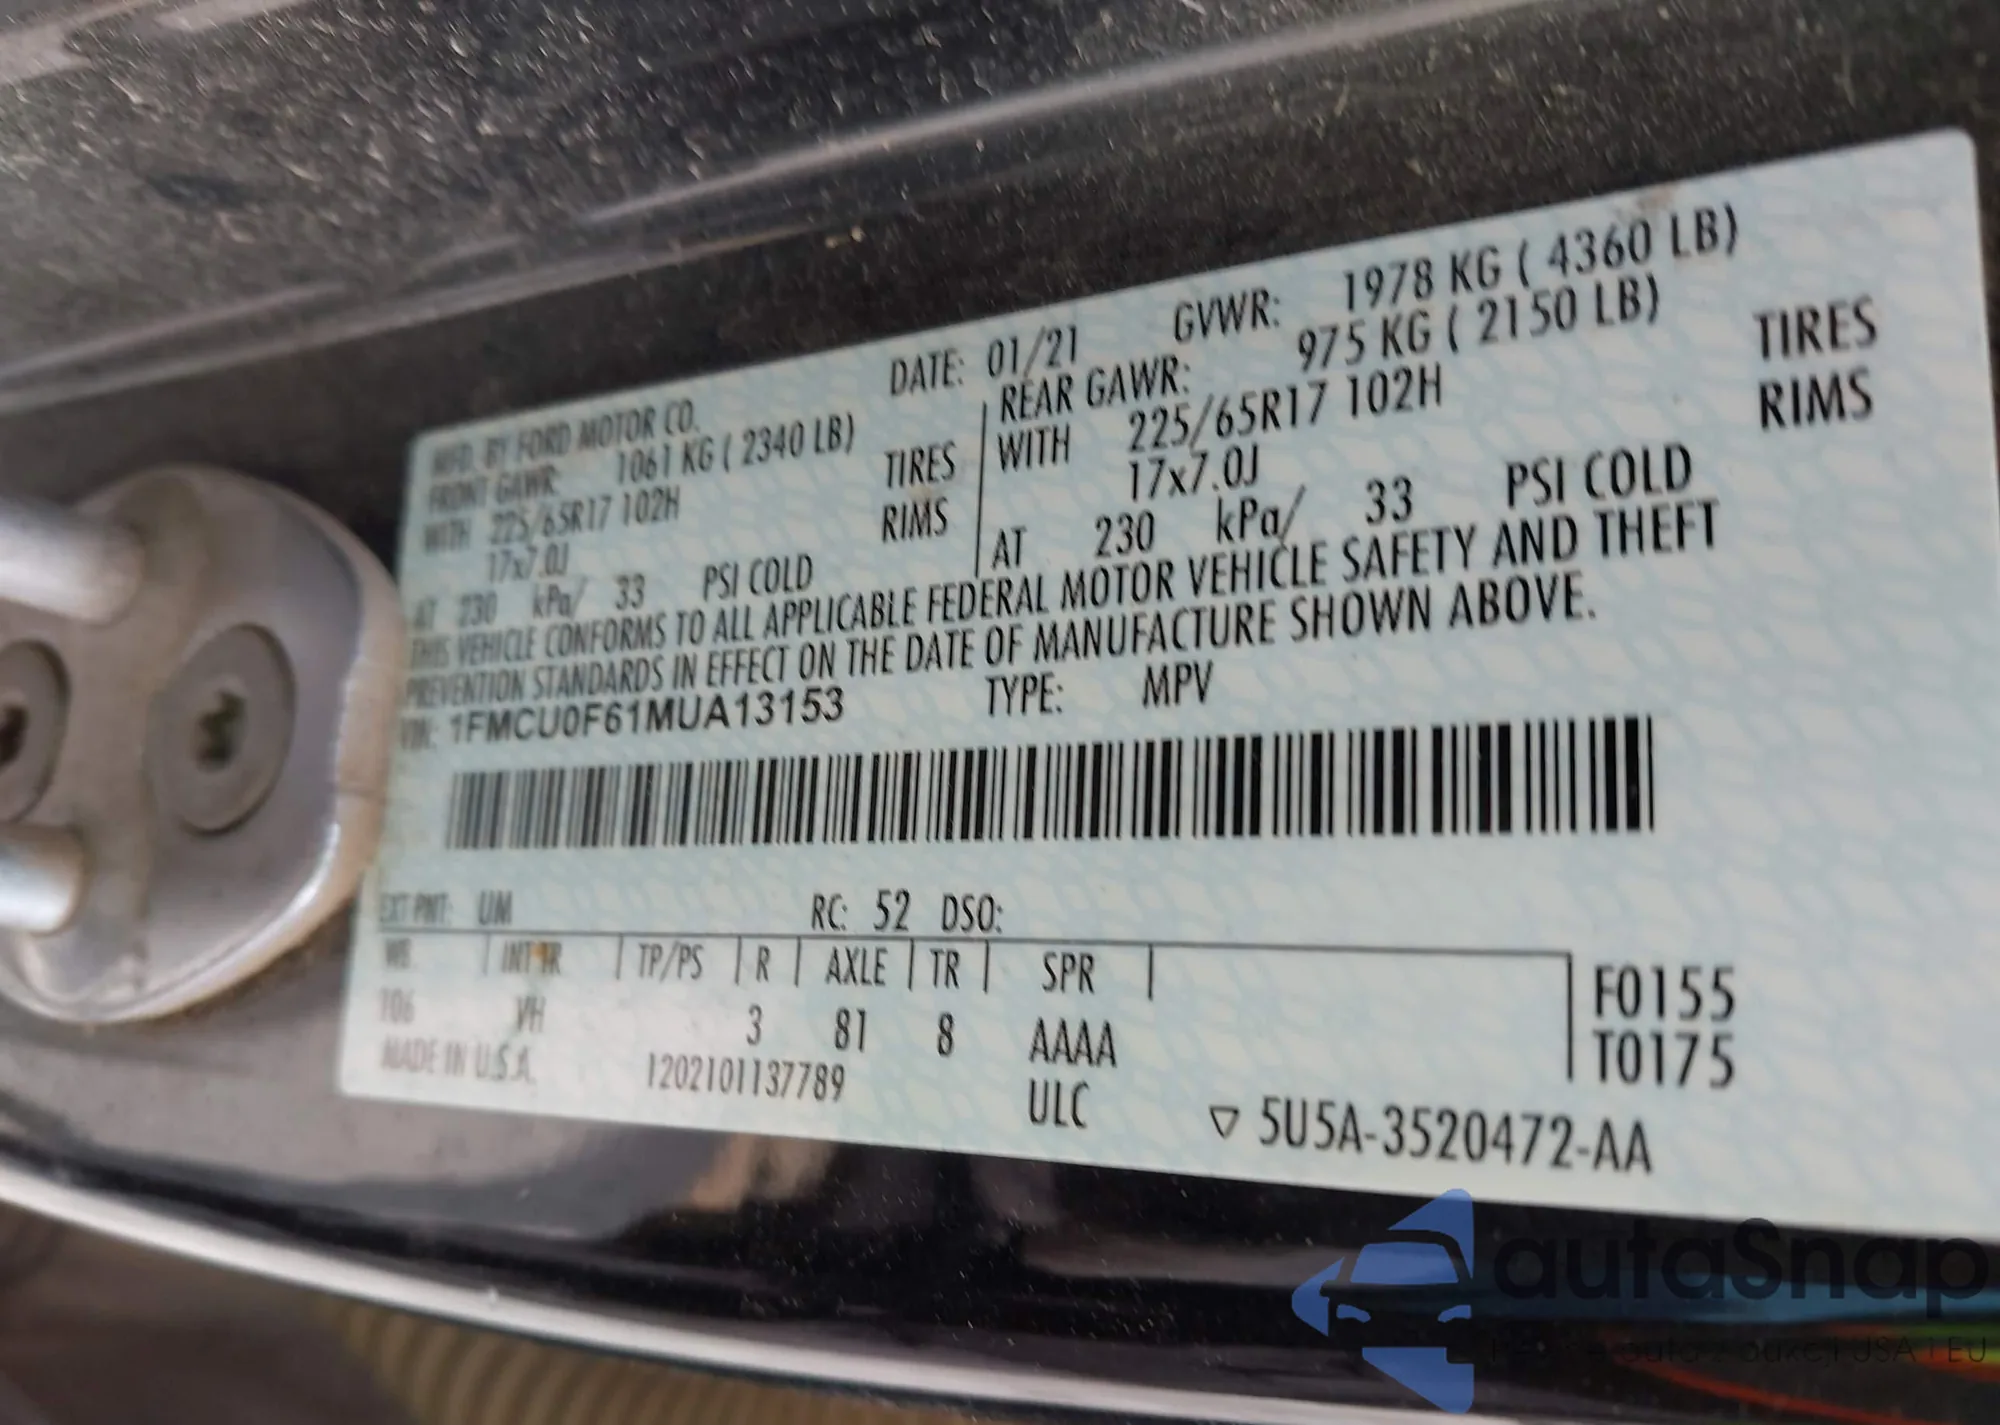 MFD. BY FORD MOTOR CO. DATE: 01/21 GVWR: 1978 KG ( 4360 LB)
FRONT GAWR: 1061 KG ( 2340 LB) REAR GAWR: 975 KG ( 2150 LB)
WITH 225/65R17 102H TIRES WITH 225/65R17 102H TIRES
17x7.0J RIMS 17x7.0J RIMS
AT 230 kPa/ 33 PSI COLD AT 230 kPa/ 33 PSI COLD
THIS VEHICLE CONFORMS TO ALL APPLICABLE FEDERAL MOTOR VEHICLE SAFETY AND THEFT
PREVENTION STANDARDS IN EFFECT ON THE DATE OF MANUFACTURE SHOWN ABOVE.
VIN: 1FMCU0F61MUA13153 TYPE: MPV
EXT PNT: UM RC: 52 DSO:
WB INT TR TP/PS R AXLE TR SPR F0155
106 VH 3 81 8 AAAA T0175
MADE IN U.S.A. 1202101137789 ULC ▽ 5U5A-3520472-AA
autaSnap
USA i EU